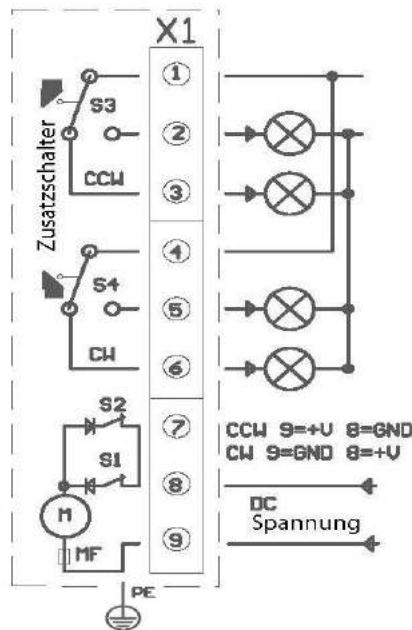 X1
1
S3
2
CCW
3
Zusatzschalter
4
S4
5
CW
6
S2
7
CCW 9=+V 8=GND
CW 9=GND 8=+V
S1
8
DC
Spannung
M
9
MF
PE